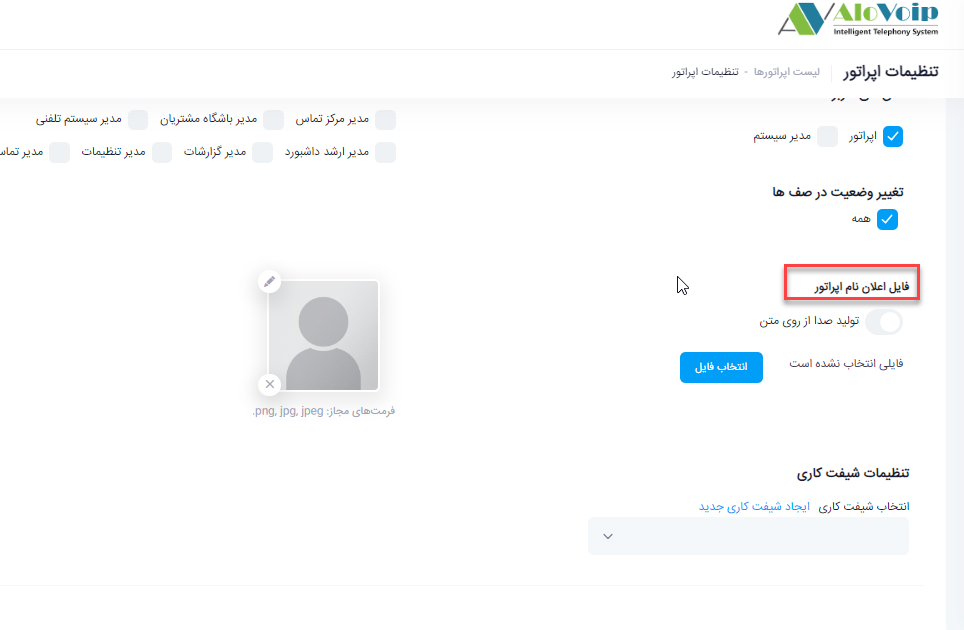 AloVoip
Intelligent Telephony System
تنظیمات اپراتور
لیست اپراتورها - تنظیمات اپراتور
مدیر مرکز تماس
مدیر باشگاه مشتریان
مدیر سیستم تلفنی
اپراتور
مدیر سیستم
مدیر ارشد داشبورد
مدیر گزارشات
مدیر تنظیمات
مدیر تماس
تغییر وضعیت در صف ها
همه
فایل اعلان نام اپراتور
تولید صدا از روی متن
فایلی انتخاب نشده است
انتخاب فایل
فرمت‌های مجاز: png, jpg, jpeg.
تنظیمات شیفت کاری
انتخاب شیفت کاری ایجاد شیفت کاری جدید